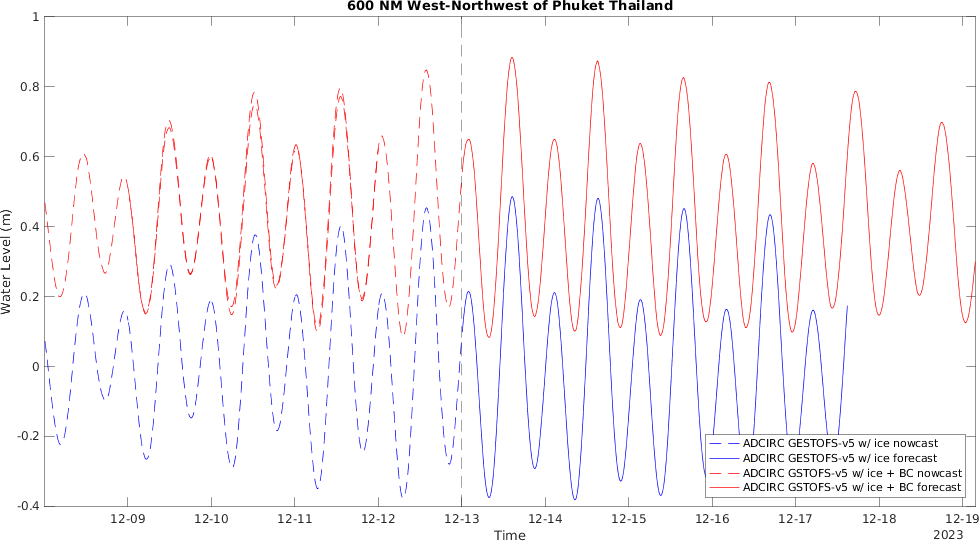 600 NM West-Northwest of Phuket Thailand
1
0.8
0.6
0.4
0.2
0
-0.2
-0.4
Water Level (m)
ADCIRC GESTOFS-v5 w/ ice nowcast
ADCIRC GESTOFS-v5 w/ ice forecast
ADCIRC GSTOFS-v5 w/ ice + BC nowcast
ADCIRC GSTOFS-v5 w/ ice + BC forecast
12-09 12-10 12-11 12-12 12-13 12-14 12-15 12-16 12-17 12-18 12-19
Time
2023